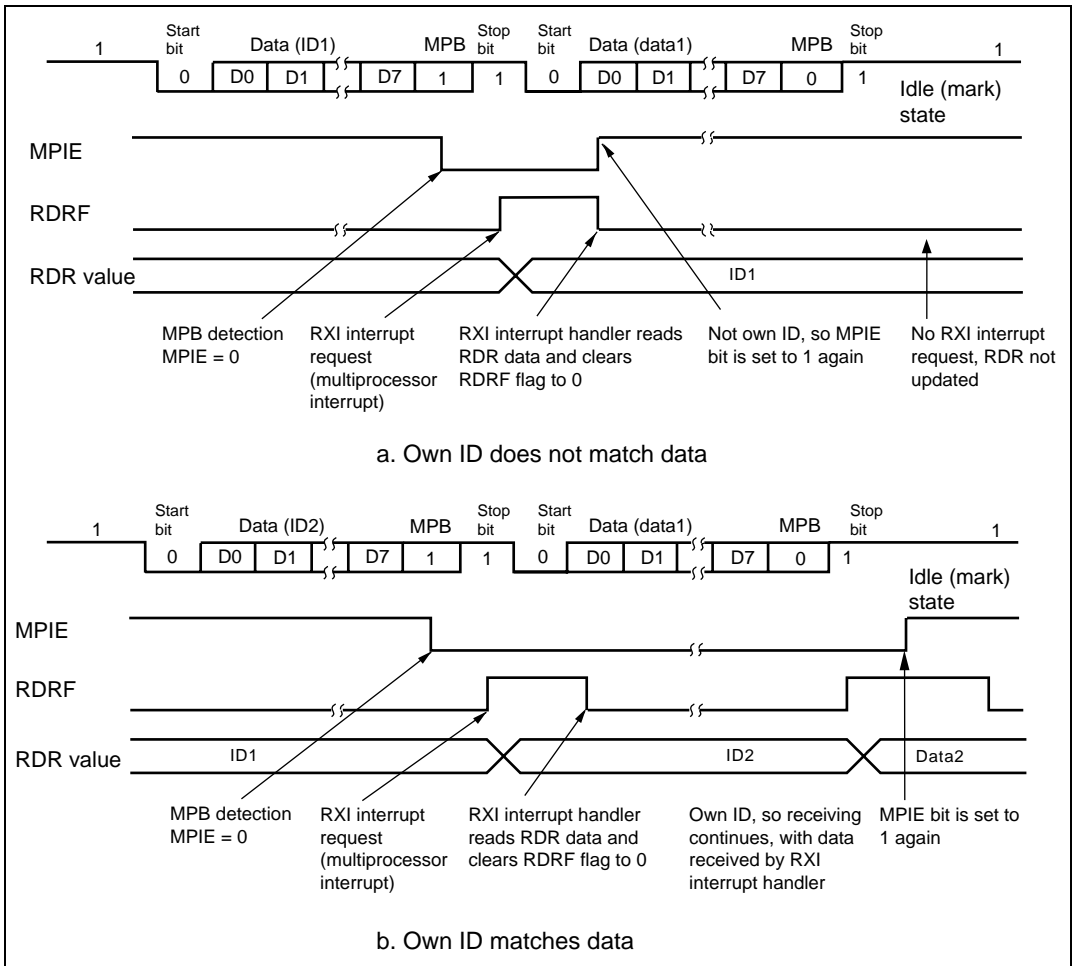 Start bit Data (ID1) MPB Stop bit Start bit Data (data1) MPB Stop bit
1 1
0 D0 D1 D7 1 1 0 D0 D1 D7 0 1
Idle (mark) state
MPIE
RDRF
RDR value ID1
MPB detection
MPIE = 0
RXI interrupt
request
(multiprocessor
interrupt)
RXI interrupt handler reads
RDR data and clears
RDRF flag to 0
Not own ID, so MPIE
bit is set to 1 again
No RXI interrupt
request, RDR not
updated
a. Own ID does not match data
Start bit Data (ID2) MPB Stop bit Start bit Data (data1) MPB Stop bit
1 1
0 D0 D1 D7 1 1 0 D0 D1 D7 0 1
Idle (mark) state
MPIE
RDRF
RDR value ID1 ID2 Data2
MPB detection
MPIE = 0
RXI interrupt
request
(multiprocessor
interrupt)
RXI interrupt handler
reads RDR data and
clears RDRF flag to 0
Own ID, so receiving
continues, with data
received by RXI
interrupt handler
MPIE bit is set to
1 again
b. Own ID matches data